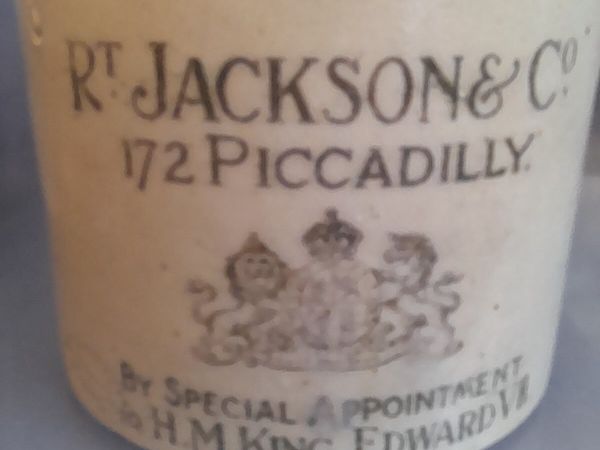 RT. JACKSON & CO.
172 PICCADILLY.
BY SPECIAL APPOINTMENT
to H.M. KING EDWARD VII